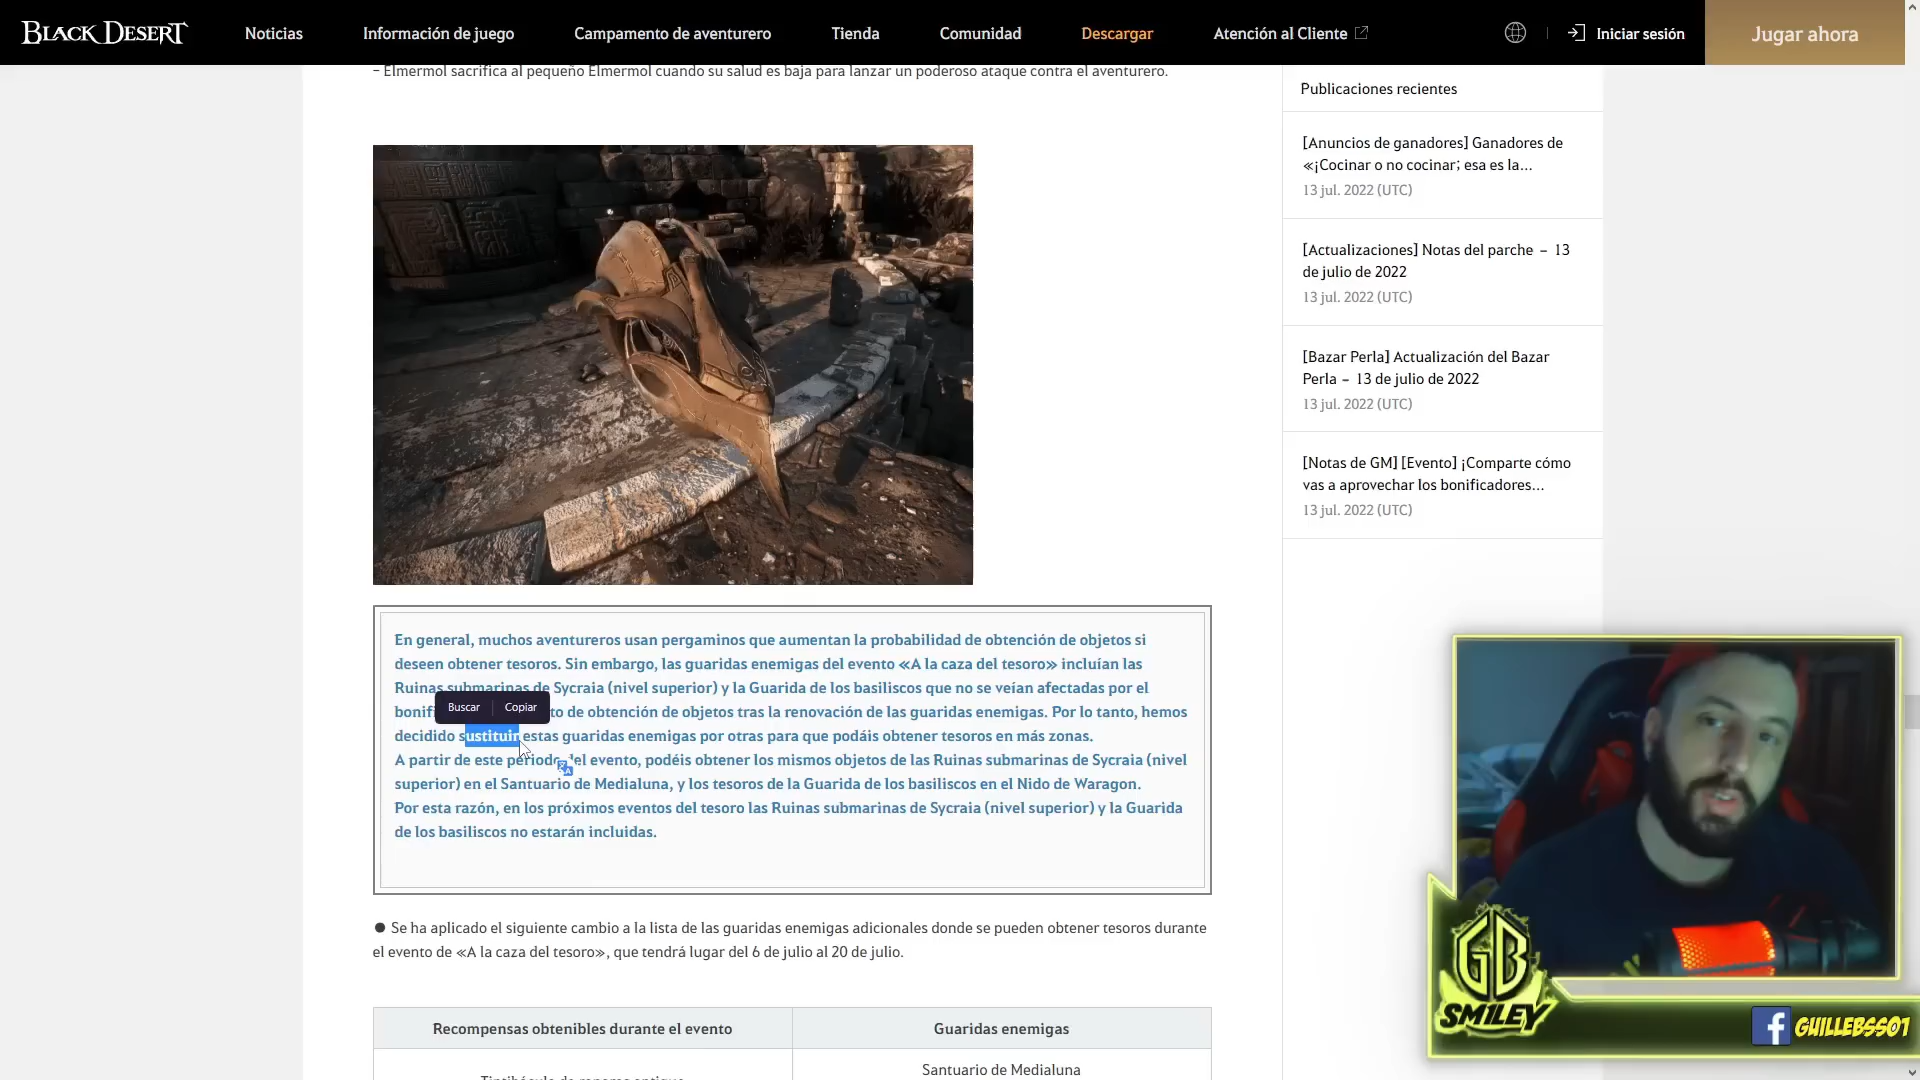 BLACK DESERT
Noticias
Información de juego
Campamento de aventurero
Tienda
Comunidad
Descargar
Atención al Cliente
Iniciar sesión
Jugar ahora
– Elmermol sacrifica al pequeño Elmermol cuando su salud es baja para lanzar un poderoso ataque contra el aventurero.
En general, muchos aventureros usan pergaminos que aumentan la probabilidad de obtención de objetos si
deseen obtener tesoros. Sin embargo, las guaridas enemigas del evento «A la caza del tesoro» incluían las
Ruinas submarinas de Sycraia (nivel superior) y la Guarida de los basiliscos que no se veían afectadas por el
bonif to de obtención de objetos tras la renovación de las guaridas enemigas. Por lo tanto, hemos
Buscar
Copiar
decidido sustituir estas guaridas enemigas por otras para que podáis obtener tesoros en más zonas.
A partir de este periodo del evento, podéis obtener los mismos objetos de las Ruinas submarinas de Sycraia (nivel
superior) en el Santuario de Medialuna, y los tesoros de la Guarida de los basiliscos en el Nido de Waragon.
Por esta razón, en los próximos eventos del tesoro las Ruinas submarinas de Sycraia (nivel superior) y la Guarida
de los basiliscos no estarán incluidas.
● Se ha aplicado el siguiente cambio a la lista de las guaridas enemigas adicionales donde se pueden obtener tesoros durante
el evento de «A la caza del tesoro», que tendrá lugar del 6 de julio al 20 de julio.
Recompensas obtenibles durante el evento
Guaridas enemigas
Santuario de Medialuna
Publicaciones recientes
[Anuncios de ganadores] Ganadores de
«¡Cocinar o no cocinar; esa es la...
13 jul. 2022 (UTC)
[Actualizaciones] Notas del parche – 13
de julio de 2022
13 jul. 2022 (UTC)
[Bazar Perla] Actualización del Bazar
Perla – 13 de julio de 2022
13 jul. 2022 (UTC)
[Notas de GM] [Evento] ¡Comparte cómo
vas a aprovechar los bonificadores...
13 jul. 2022 (UTC)
GB
SMILEY
f GUILLEBSS01